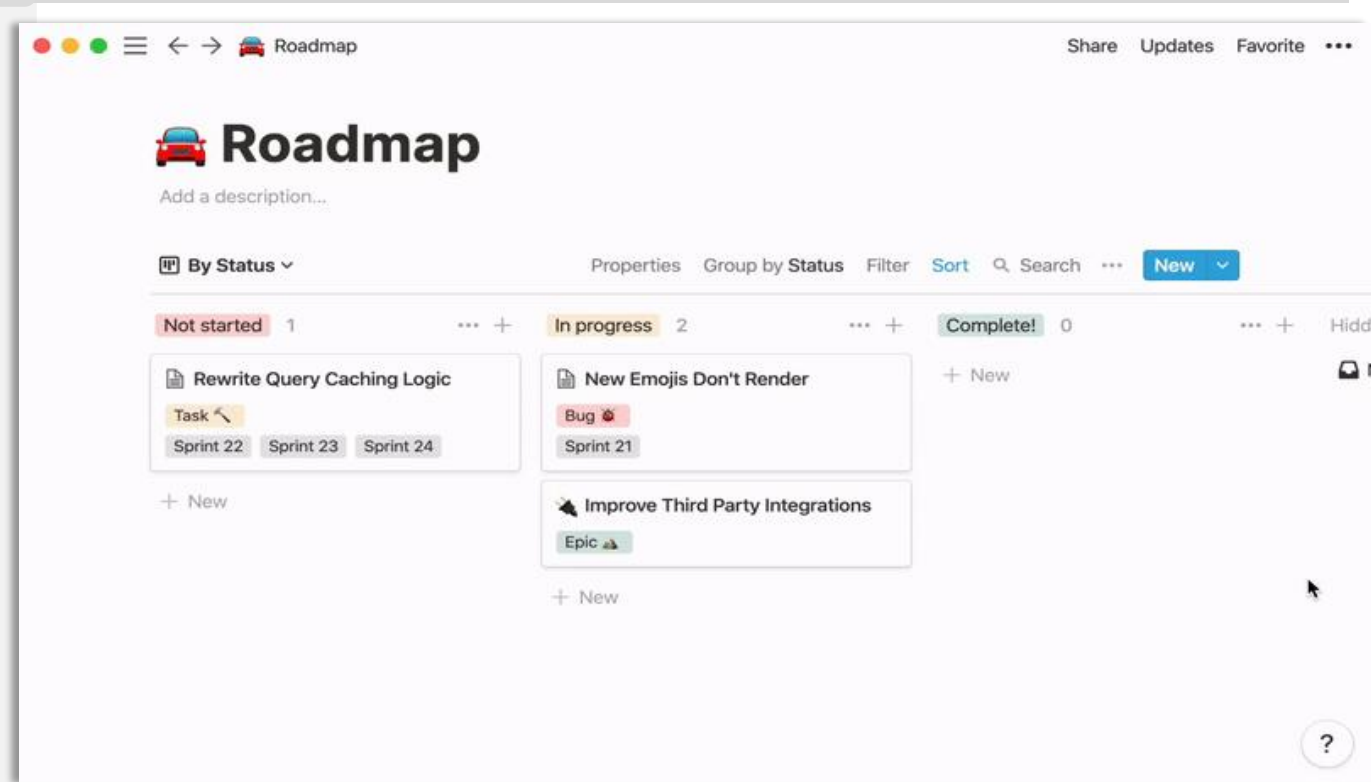 Roadmap Share Updates Favorite •••
Roadmap
Add a description...
By Status Properties Group by Status Filter Sort Search ••• New
Not started 1 ••• + In progress 2 ••• + Complete! 0 ••• + Hidd
Rewrite Query Caching Logic New Emojis Don't Render + New
Task Bug
Sprint 22 Sprint 23 Sprint 24 Sprint 21
+ New Improve Third Party Integrations
Epic
+ New
?